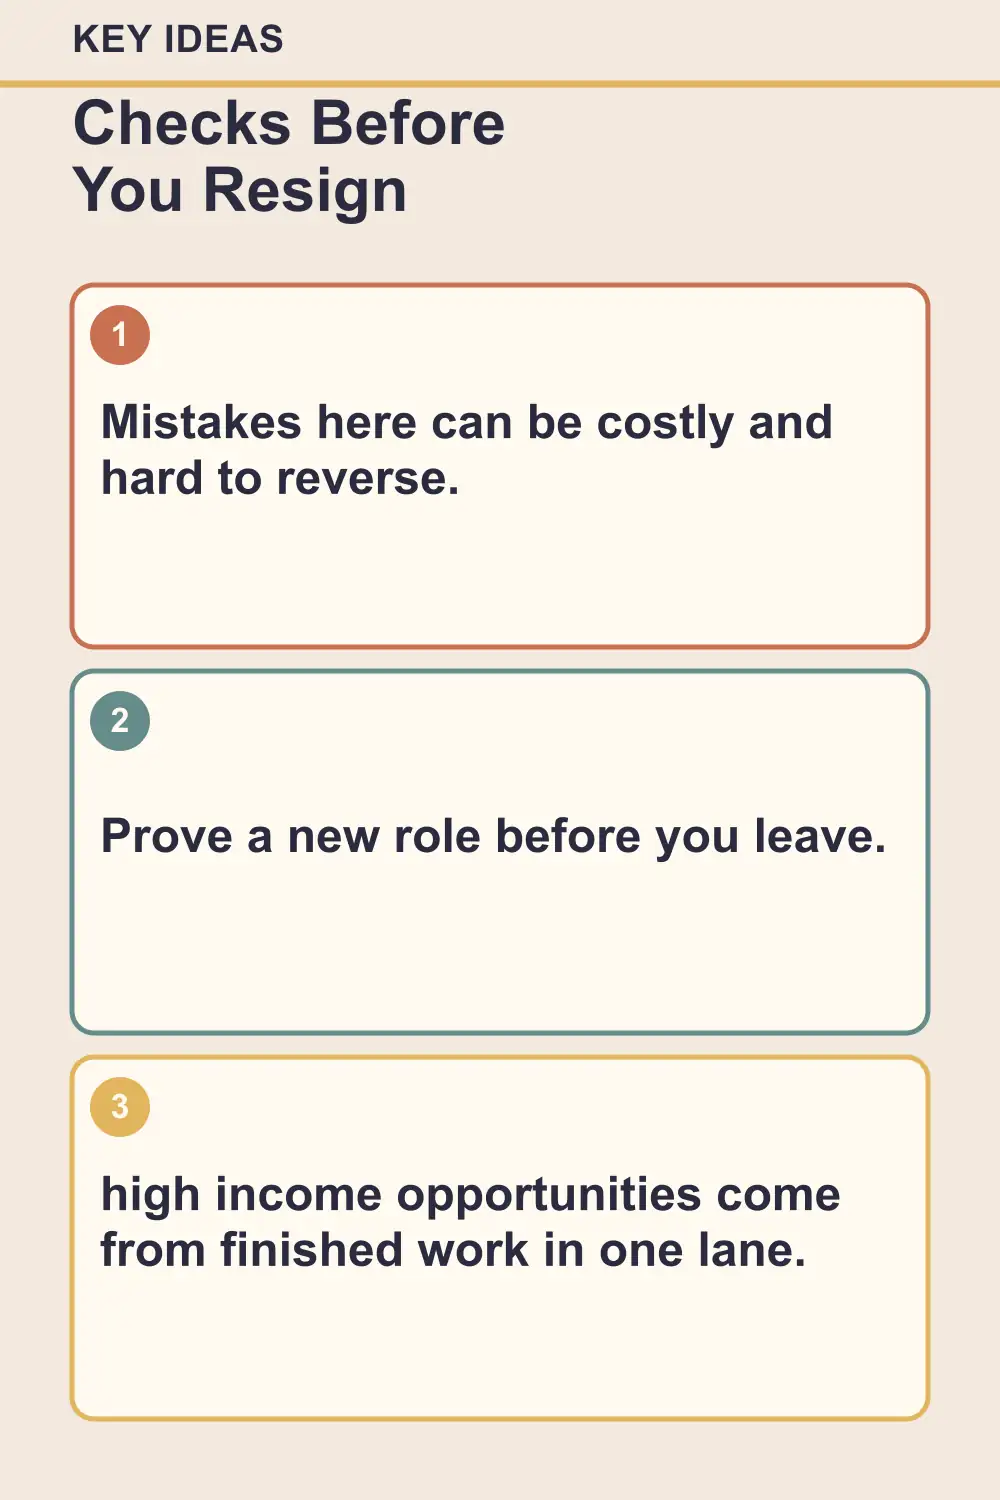 KEY IDEAS
Checks Before
You Resign
1
Mistakes here can be costly and
hard to reverse.
2
Prove a new role before you leave.
3
high income opportunities come
from finished work in one lane.